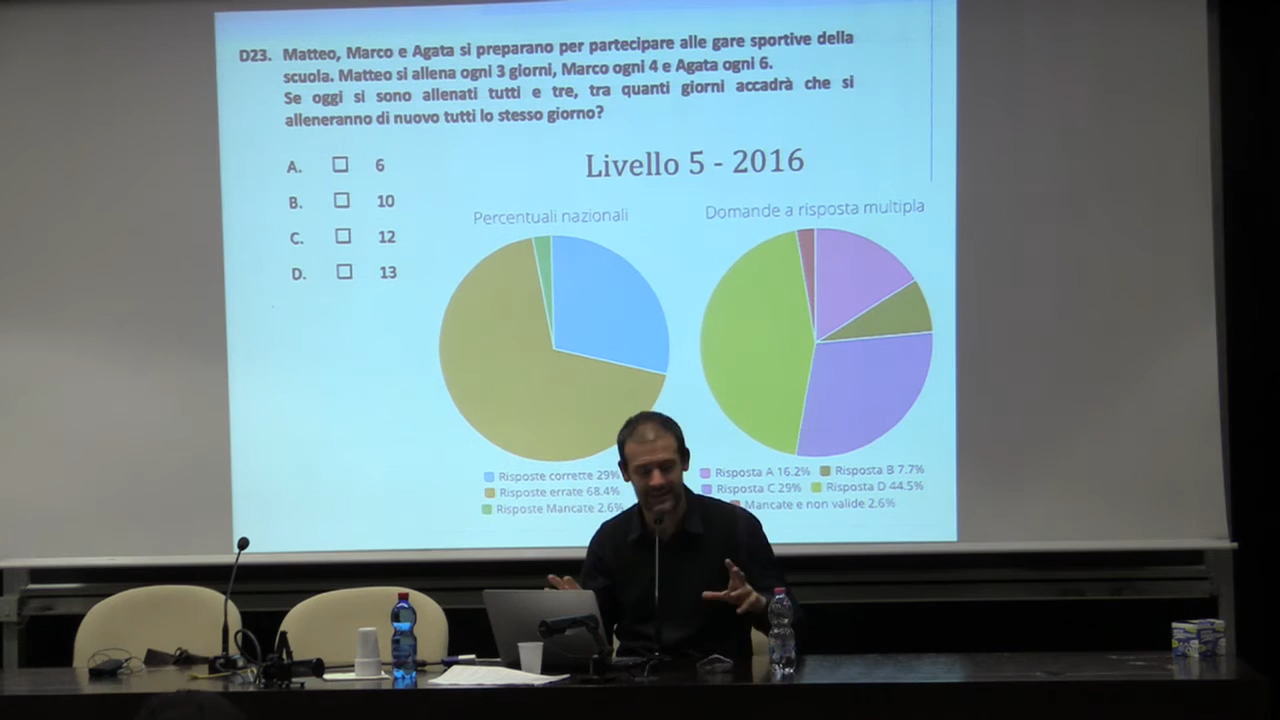 D23. Matteo, Marco e Agata si preparano per partecipare alle gare sportive della
scuola. Matteo si allena ogni 3 giorni, Marco ogni 4 e Agata ogni 6.
Se oggi si sono allenati tutti e tre, tra quanti giorni accadrà che si
alleneranno di nuovo tutti lo stesso giorno?
A. 6
B. 10
C. 12
D. 13
Livello 5 - 2016
Percentuali nazionali
Risposte corrette 29%
Risposte errate 68.4%
Risposte Mancate 2.6%
Domande a risposta multipla
Risposta A 16.2% Risposta B 7.7%
Risposta C 29% Risposta D 44.5%
Mancate e non valide 2.6%